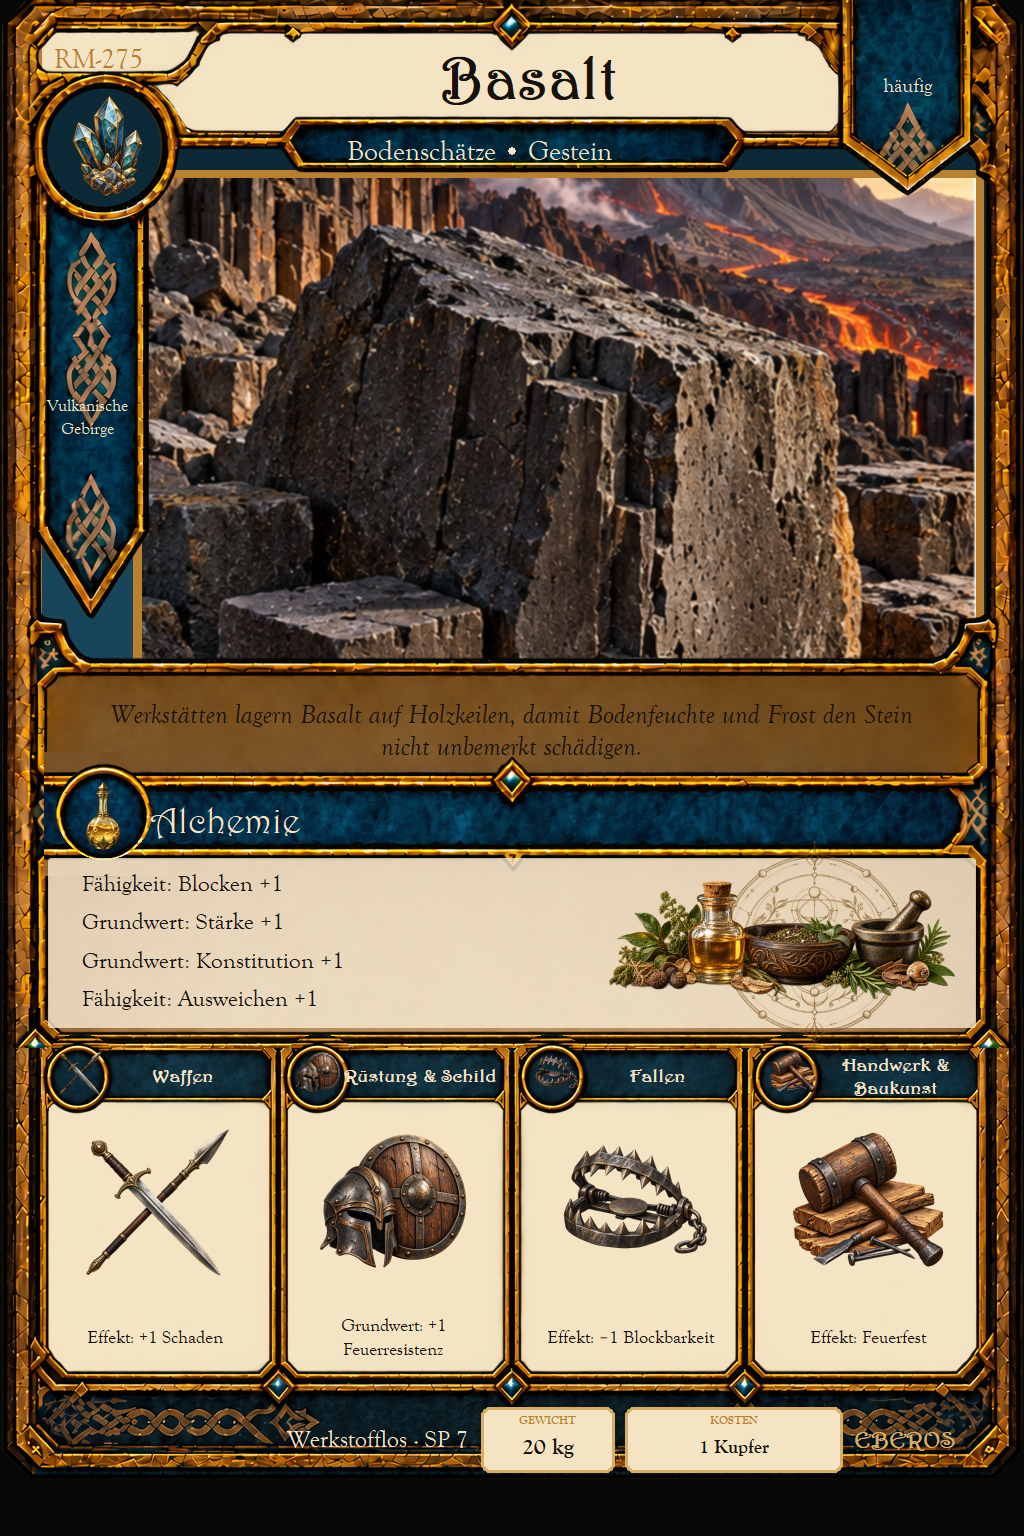 RM-275
Basalt
häufig
Bodenschätze • Gestein
Vulkanische
Gebirge
Werkstätten lagern Basalt auf Holzkeilen, damit Bodenfeuchte und Frost den Stein
nicht unbemerkt schädigen.
Alchemie
Fähigkeit: Blocken +1
Grundwert: Stärke +1
Grundwert: Konstitution +1
Fähigkeit: Ausweichen +1
Waffen
Rüstung & Schild
Fallen
Handwerk &
Baukunst
Effekt: +1 Schaden
Grundwert: +1
Feuerresistenz
Effekt: −1 Blockbarkeit
Effekt: Feuerfest
Werkstofflos · SP 7
GEWICHT
20 kg
KOSTEN
1 Kupfer
EBEROS